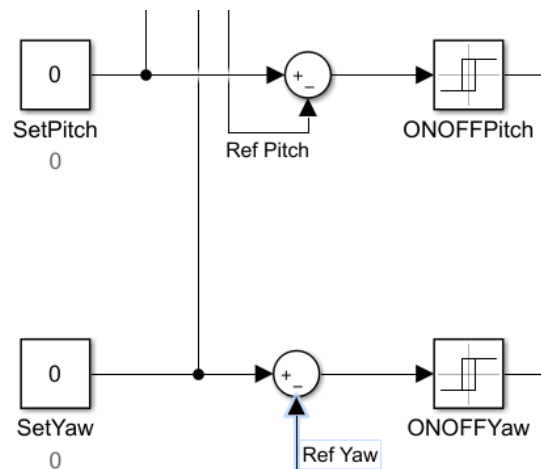 0
+
−
SetPitch
ONOFFPitch
0
Ref Pitch
0
+
−
SetYaw
ONOFFYaw
Ref Yaw
0